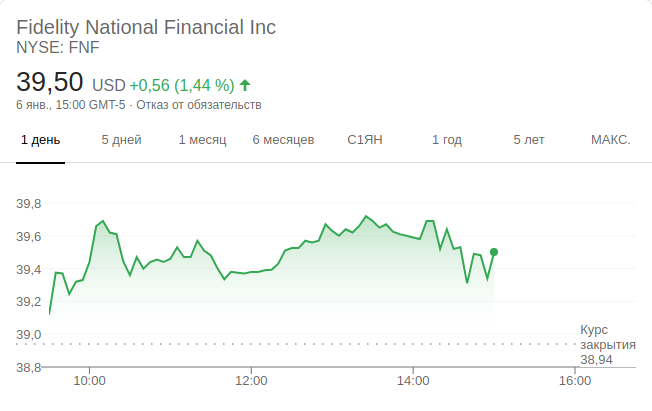 Fidelity National Financial Inc
NYSE: FNF
39,50 USD +0,56 (1,44 %)
6 янв., 15:00 GMT-5 · Отказ от обязательств
1 день 5 дней 1 месяц 6 месяцев С1ЯН 1 год 5 лет МАКС.
39,8
39,6
39,4
39,2
39,0
38,8
Курс
закрытия
38,94
10:00 12:00 14:00 16:00